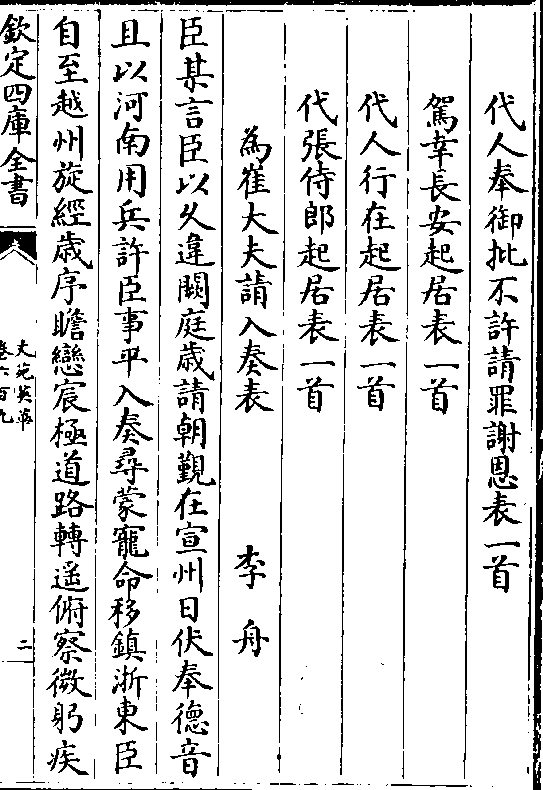 代人奉御批不許請罪謝恩表一首
駕幸長安起居表一首
代人行在起居表一首
代張侍郎起居表一首
為崔大夫請入奏表 李舟
臣某言臣以久違闕庭歲請朝覲在宣州日伏奉德音
且以河南用兵許臣事平入奏尋蒙寵命移鎮浙東臣
自至越州旋經歲序瞻戀宸極道路轉遙俯察微躬疾
欽定四庫全書
文苑英華
卷六百九
二